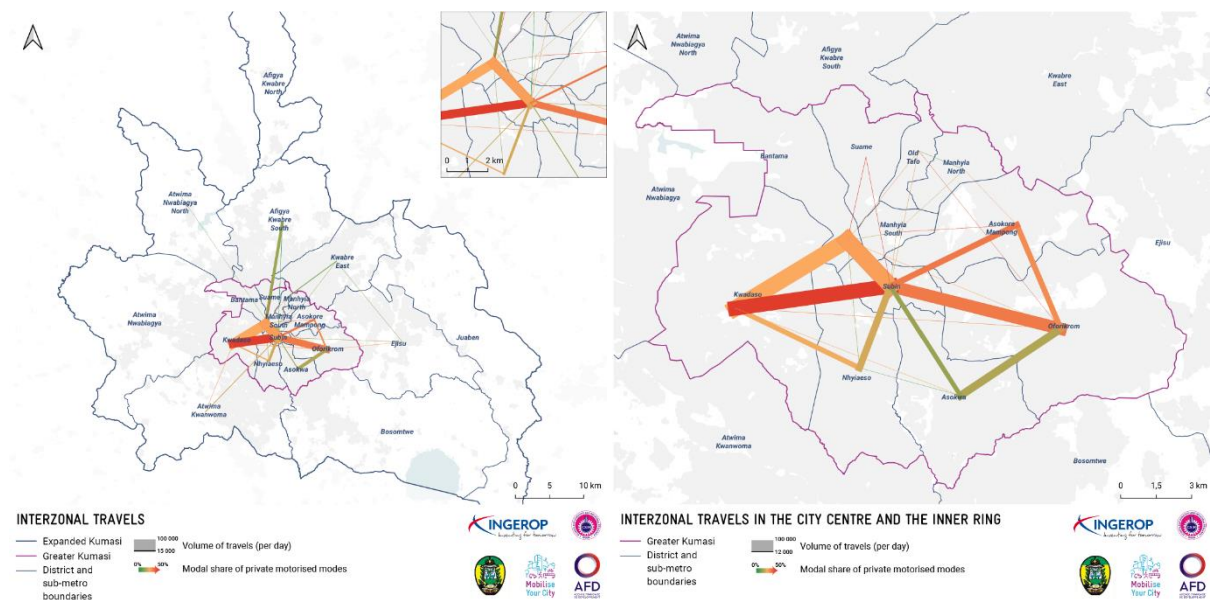 Afigya
Kwabre
North
Atwima
Nwabiagya
North
Afigya
Kwabre
South
Kwabre
East
Bantama
Suame
Manhyia
North
Manhyia
South
Asokore
Mampong
Atwima
Nwabiagya
Kwadaso
Subin
Oforikrom
Ejisu
Juaben
Nhyiaeso
Asokwa
Atwima
Kwanwoma
Bosomtwe
0 1 2 km
0 5 10 km
INTERZONAL TRAVELS
Expanded Kumasi
Greater Kumasi
District and
sub-metro
boundaries
100 000
15 000
Volume of travels (per day)
0% 50%
Modal share of private motorised modes
INGEROP
Inventing for tomorrow
Mobilise
Your City
AFD
Atwima
Nwabiagya
North
Afigya
Kwabre
South
Kwabre
East
Bantama
Suame
Old
Tafo
Manhyia
North
Atwima
Nwabiagya
Manhyia
South
Asokore
Mampong
Ejisu
Kwadaso
Subin
Oforikrom
Nhyiaeso
Asokwa
Atwima
Kwanwoma
Bosomtwe
0 1,5 3 km
INTERZONAL TRAVELS IN THE CITY CENTRE AND THE INNER RING
Greater Kumasi
District and
sub-metro
boundaries
100 000
12 000
Volume of travels (per day)
0% 50%
Modal share of private motorised modes
INGEROP
Inventing for tomorrow
Mobilise
Your City
AFD